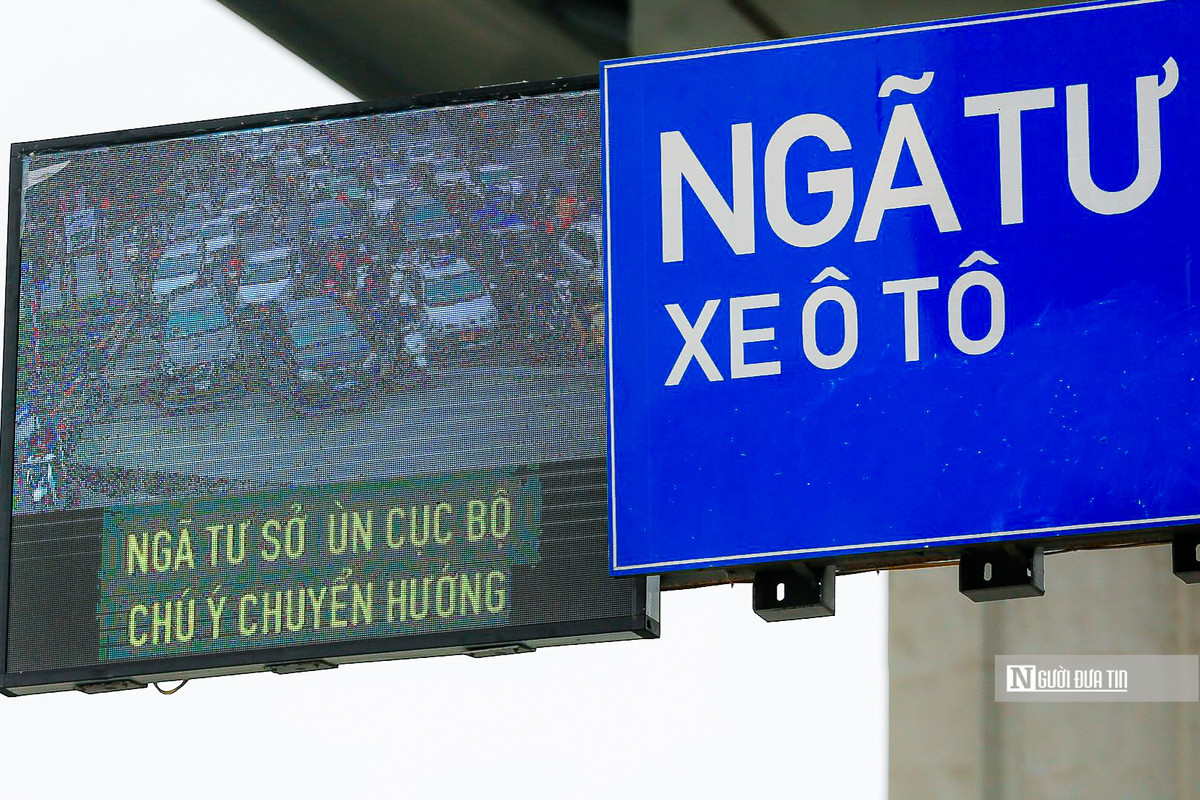 NGÃ TƯ SỞ ÙN CỤC BỘ
CHÚ Ý CHUYỂN HƯỚNG
NGÃ TƯ
XE Ô TÔ
NGƯỜI ĐƯA TIN